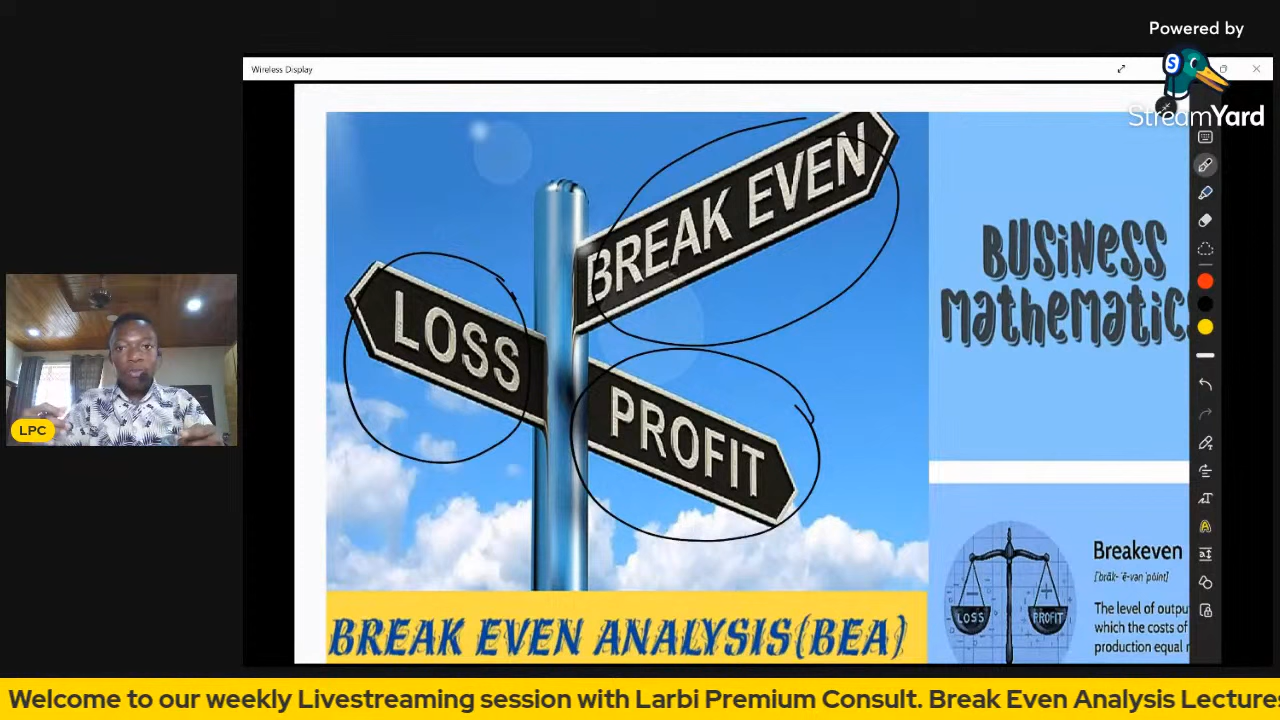 Powered by
StreamYard
Wireless Display
BREAK EVEN
LOSS
PROFIT
BREAK EVEN ANALYSIS(BEA)
BUSiNeSS
MatheMatic
Breakeven
The level of outpu
which the costs of
production equal
LOSS
PROFIT
LPC
Welcome to our weekly Livestreaming session with Larbi Premium Consult. Break Even Analysis Lecture